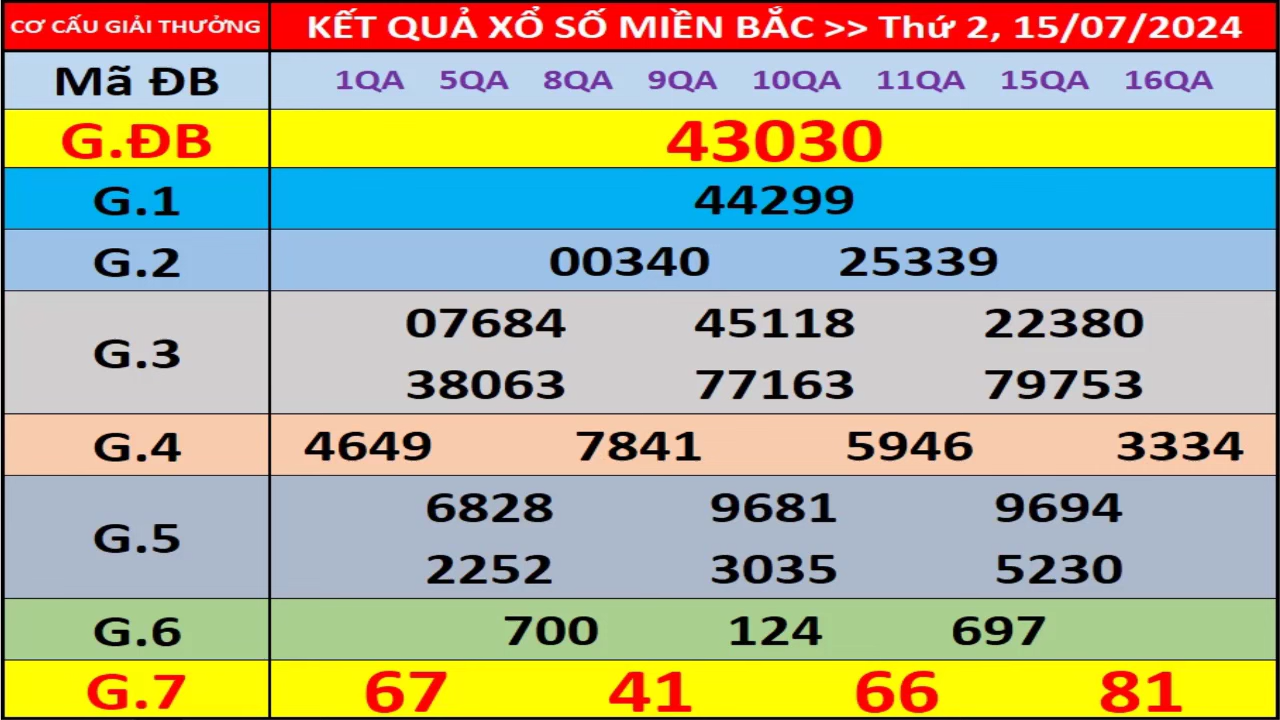 CƠ CẤU GIẢI THƯỞNG KẾT QUẢ XỔ SỐ MIỀN BẮC >> Thứ 2, 15/07/2024
Mã ĐB 1QA 5QA 8QA 9QA 10QA 11QA 15QA 16QA
G.ĐB 43030
G.1 44299
G.2 00340 25339
G.3
07684 45118 22380
38063 77163 79753
G.4 4649 7841 5946 3334
G.5
6828 9681 9694
2252 3035 5230
G.6 700 124 697
G.7 67 41 66 81